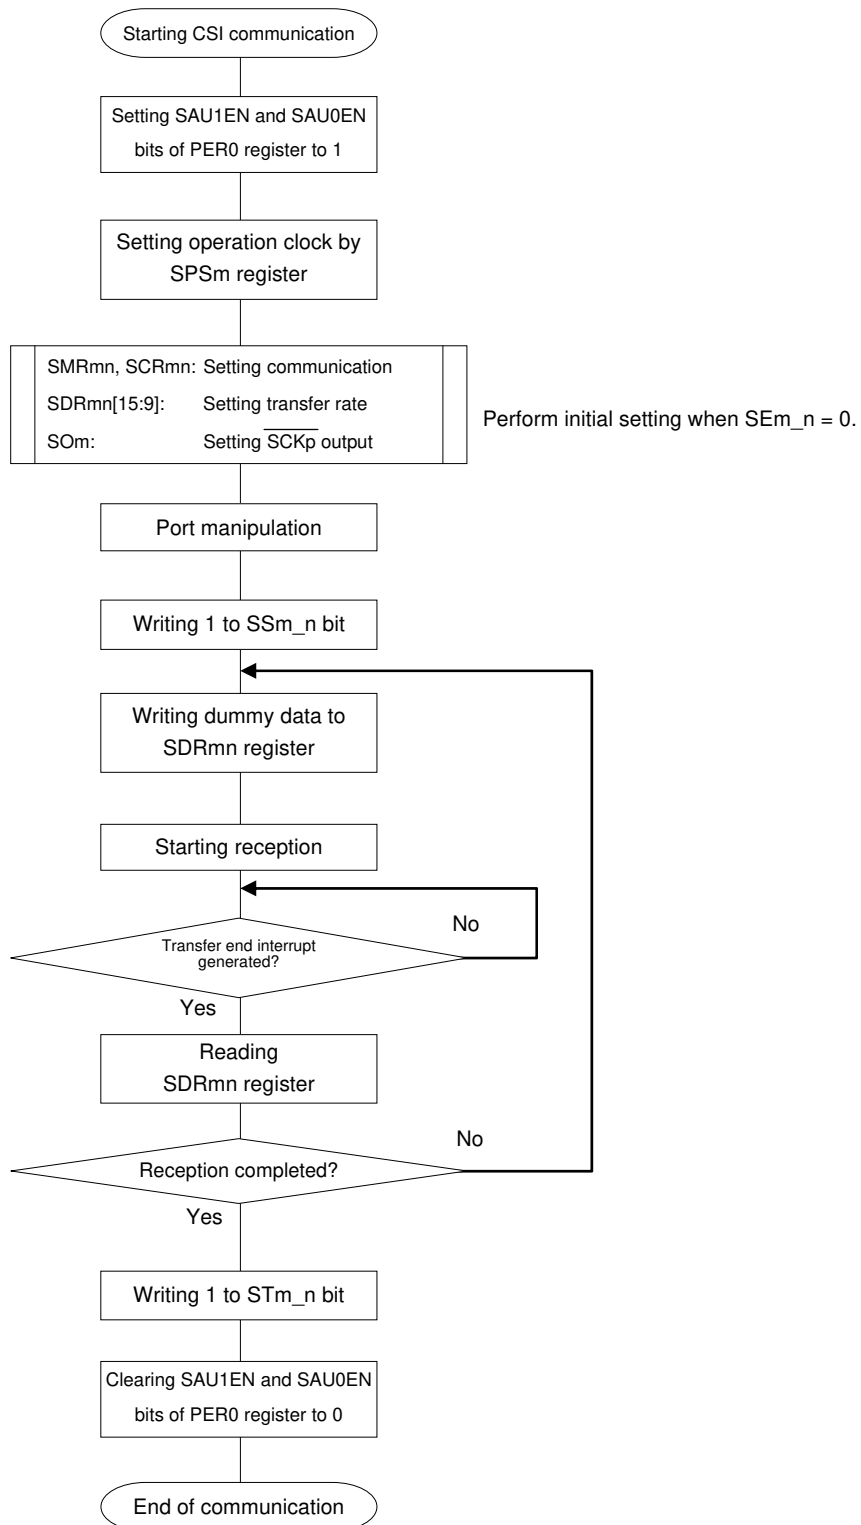 Starting CSI communication
Setting SAU1EN and SAU0EN
bits of PER0 register to 1
Setting operation clock by
SPSm register
SMRmn, SCRmn: Setting communication
SDRmn[15:9]: Setting transfer rate
SOm: Setting SCKp output
Perform initial setting when SEm_n = 0.
Port manipulation
Writing 1 to SSm_n bit
Writing dummy data to
SDRmn register
Starting reception
No
Transfer end interrupt
generated?
Yes
Reading
SDRmn register
No
Reception completed?
Yes
Writing 1 to STm_n bit
Clearing SAU1EN and SAU0EN
bits of PER0 register to 0
End of communication